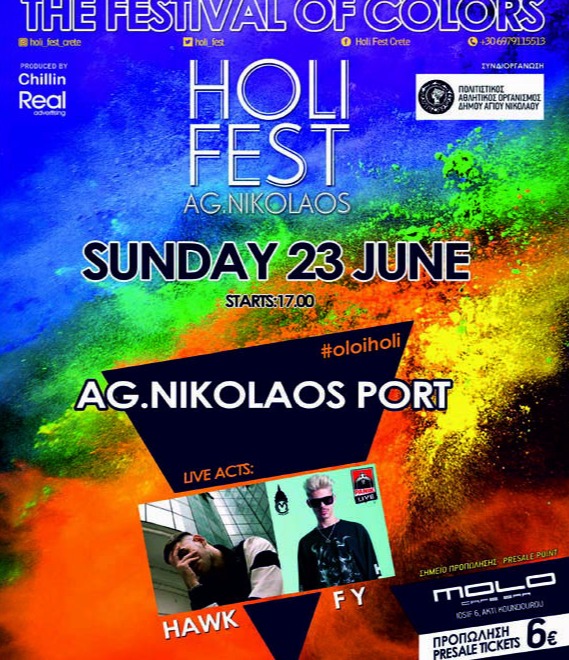 THE FESTIVAL OF COLORS
holi_fest_crete
holi_fest
Holi Fest Crete
+30 6979115513
PRODUCED BY
Chillin
Real
advertising
ΣΥΝΔΙΟΡΓΑΝΩΣΗ
ΠΟΛΙΤΙΣΤΙΚΟΣ
ΑΘΛΗΤΙΚΟΣ ΟΡΓΑΝΙΣΜΟΣ
ΔΗΜΟΥ ΑΓΙΟΥ ΝΙΚΟΛΑΟΥ
HOLI
FEST
AG.NIKOLAOS
SUNDAY 23 JUNE
STARTS:17.00
#oloiholi
AG.NIKOLAOS PORT
LIVE ACTS:
LIVE
HAWK
FY
ΣΗΜΕΙΟ ΠΡΟΠΩΛΗΣΗΣ - PRESALE POINT
MOLO
CAFE BAR
ΙΩΣΙΦ 6, AKTI KOUNDOUROU
ΠΡΟΠΩΛΗΣΗ
PRESALE TICKETS 6€